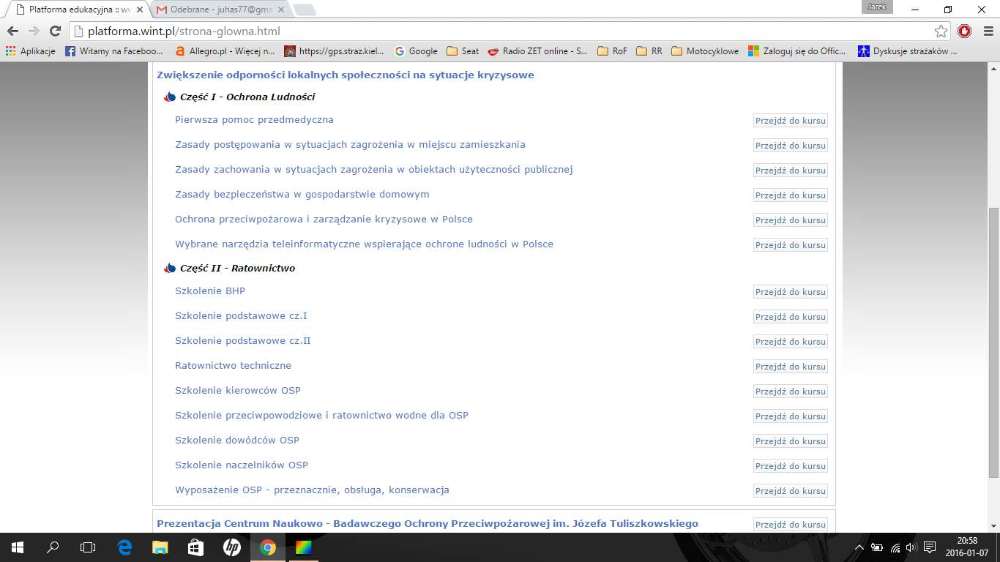 Platforma edukacyjna :: ww
Odebrane - juhas77@gma
Jarek
platforma.wint.pl/strona-glowna.html
Aplikacje Witamy na Faceboo... Allegro.pl - Więcej n... https://gps.straz.kiel... Google Seat Radio ZET online - S... RoF RR Motocyklowe Zaloguj się do Offic... Dyskusje strażaków ...
Zwiększenie odporności lokalnych społeczności na sytuacje kryzysowe
Część I - Ochrona Ludności
Pierwsza pomoc przedmedyczna Przejdź do kursu
Zasady postępowania w sytuacjach zagrożenia w miejscu zamieszkania Przejdź do kursu
Zasady zachowania w sytuacjach zagrożenia w obiektach użyteczności publicznej Przejdź do kursu
Zasady bezpieczeństwa w gospodarstwie domowym Przejdź do kursu
Ochrona przeciwpożarowa i zarządzanie kryzysowe w Polsce Przejdź do kursu
Wybrane narzędzia teleinformatyczne wspierające ochrone ludności w Polsce Przejdź do kursu
Część II - Ratownictwo
Szkolenie BHP Przejdź do kursu
Szkolenie podstawowe cz.I Przejdź do kursu
Szkolenie podstawowe cz.II Przejdź do kursu
Ratownictwo techniczne Przejdź do kursu
Szkolenie kierowców OSP Przejdź do kursu
Szkolenie przeciwpowodziowe i ratownictwo wodne dla OSP Przejdź do kursu
Szkolenie dowódców OSP Przejdź do kursu
Szkolenie naczelników OSP Przejdź do kursu
Wyposażenie OSP - przeznacznie, obsługa, konserwacja Przejdź do kursu
Prezentacja Centrum Naukowo - Badawczego Ochrony Przeciwpożarowej im. Józefa Tuliszkowskiego Przejdź do kursu
hp
20:58
2016-01-07